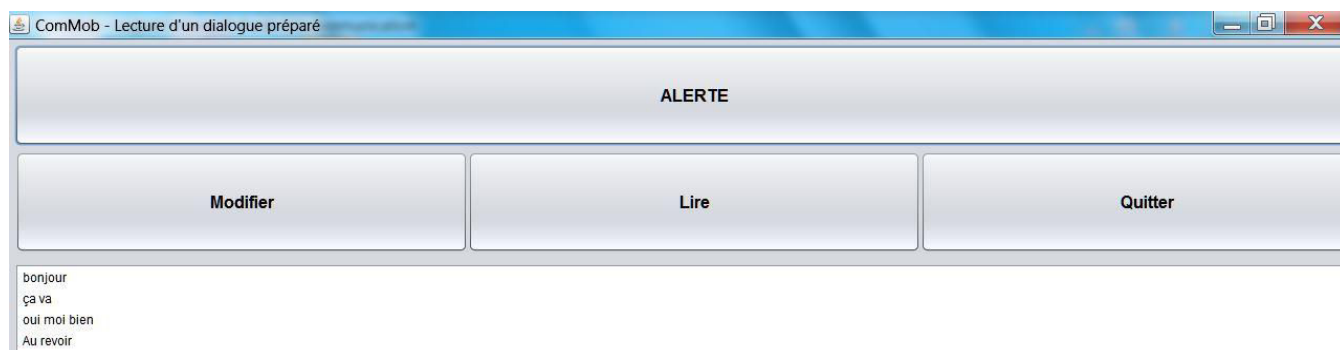 ComMob - Lecture d'un dialogue préparé
ALERTE
Modifier Lire Quitter
bonjour
ça va
oui moi bien
Au revoir